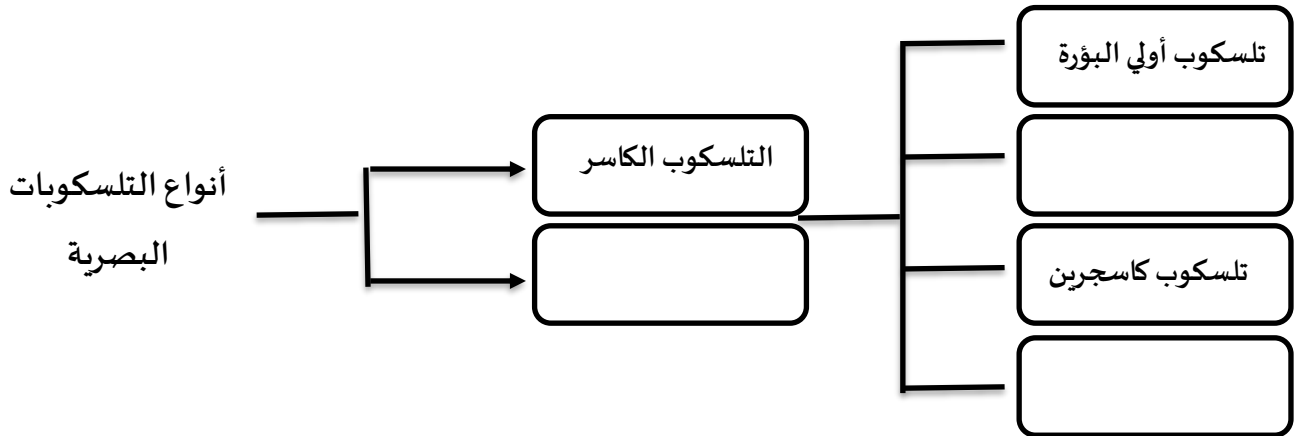 تلسكوب أولي البؤرة
التلسكوب الكاسر
أنواع التلسكوبات
البصرية
تلسكوب كاسجرين